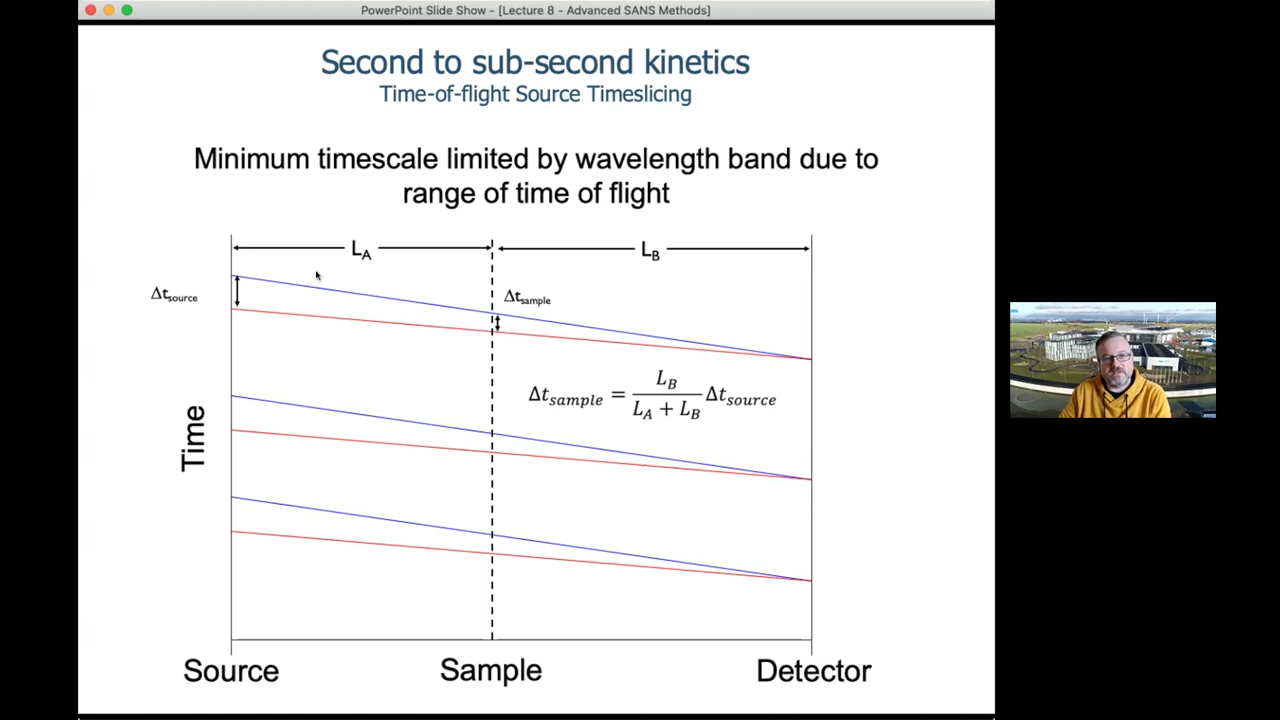 PowerPoint Slide Show - [Lecture 8 - Advanced SANS Methods]
Second to sub-second kinetics
Time-of-flight Source Timeslicing
Minimum timescale limited by wavelength band due to
range of time of flight
L_A
L_B
Δt_source
Δt_sample
Δt_sample = L_B / (L_A + L_B) Δt_source
Time
Source
Sample
Detector